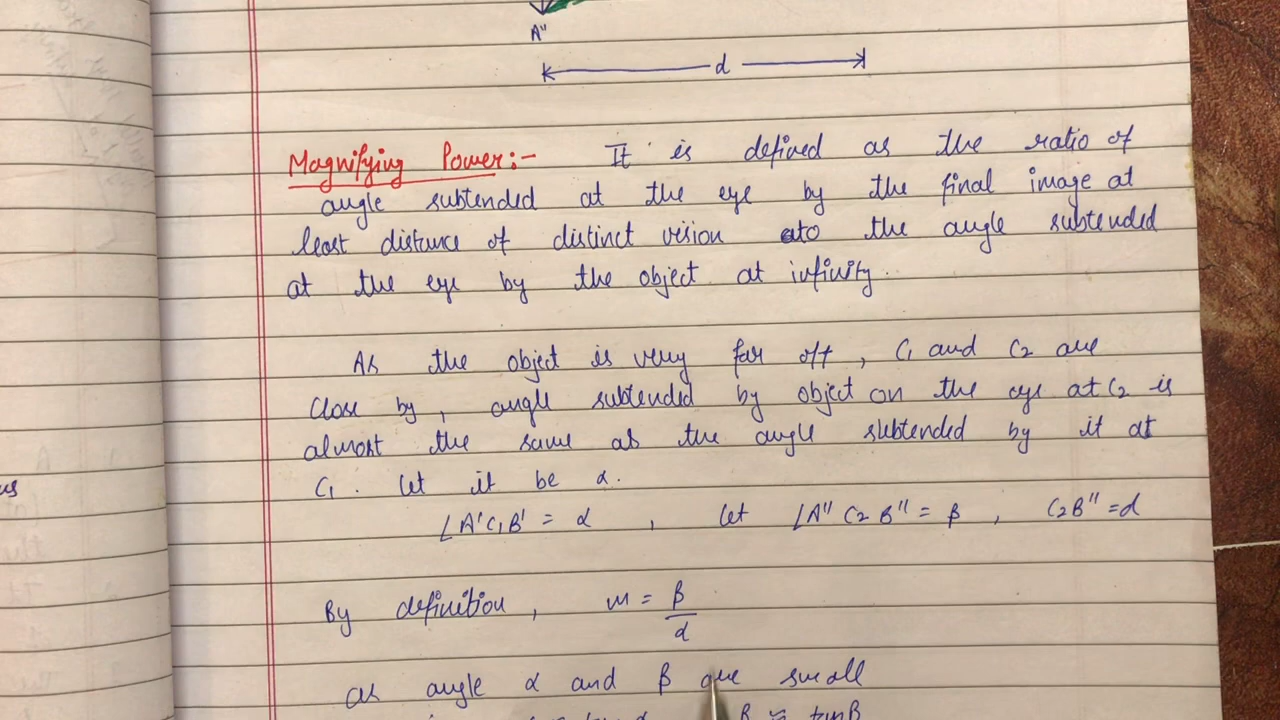 A"
d
Magnifying Power:- It is defined as the ratio of
angle subtended at the eye by the final image at
least distance of distinct vision to the angle subtended
at the eye by the object at infinity.
As the object is very far off, C1 and C2 are
close by, angle subtended by object on the eye at C2 is
almost the same as the angle subtended by it at
C1. Let it be α.
∠A'C1B' = α , let ∠A" C2 B" = β , C2B" = d
By definition, m = β/α
as angle α and β are small
β ≈ tanβ